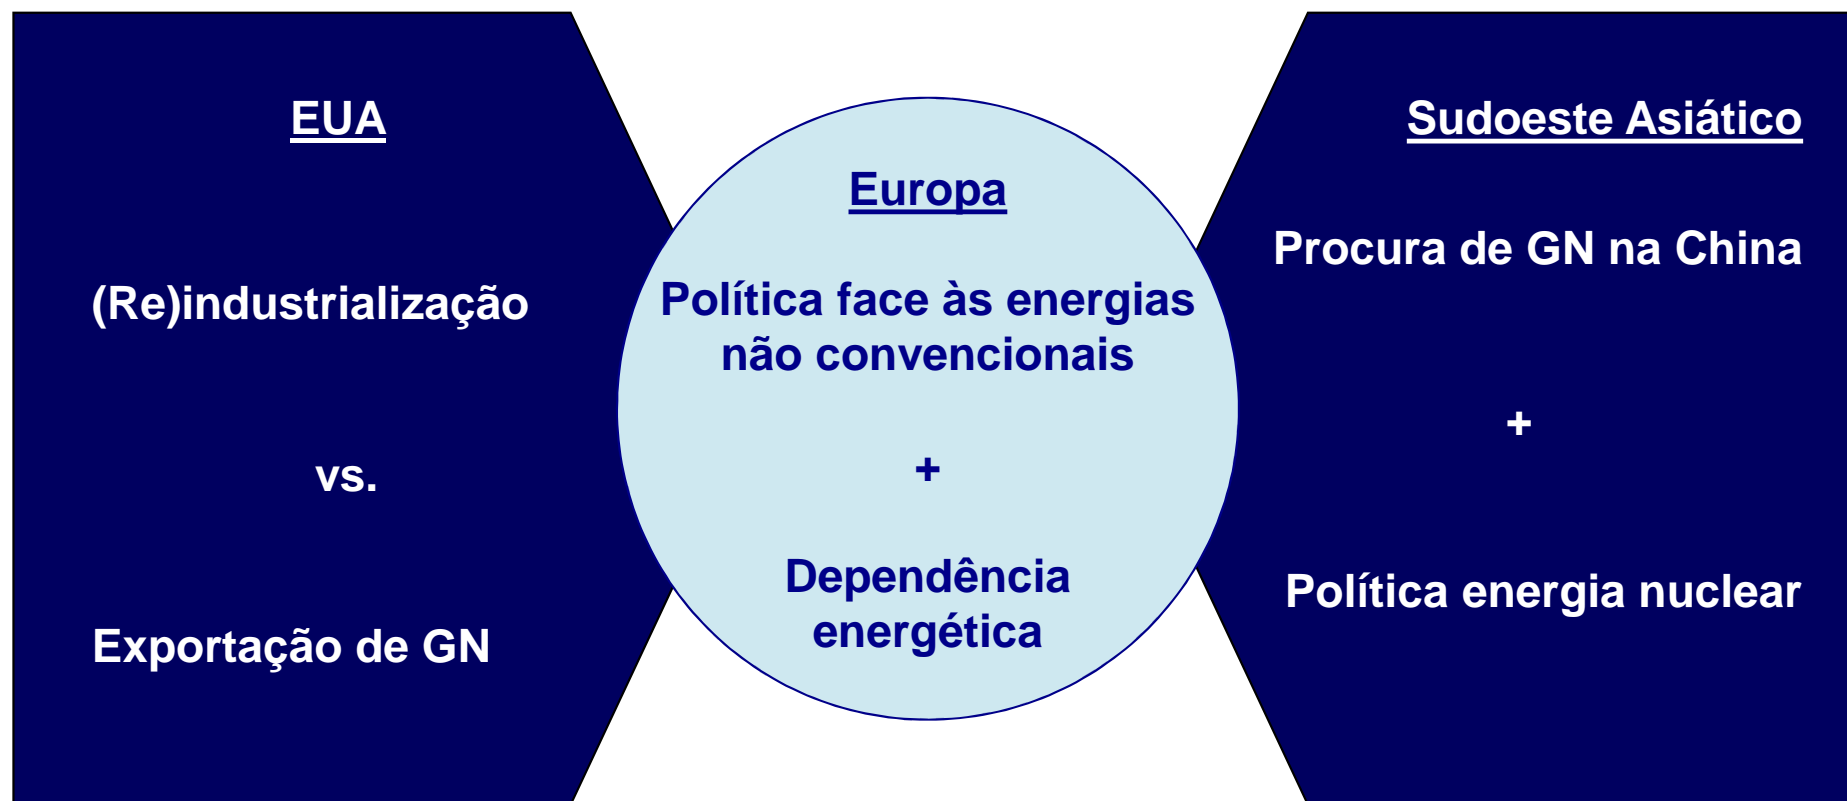 EUA
(Re)industrialização
vs.
Exportação de GN
Europa
Política face às energias
não convencionais
+
Dependência
energética
Sudoeste Asiático
Procura de GN na China
+
Política energia nuclear